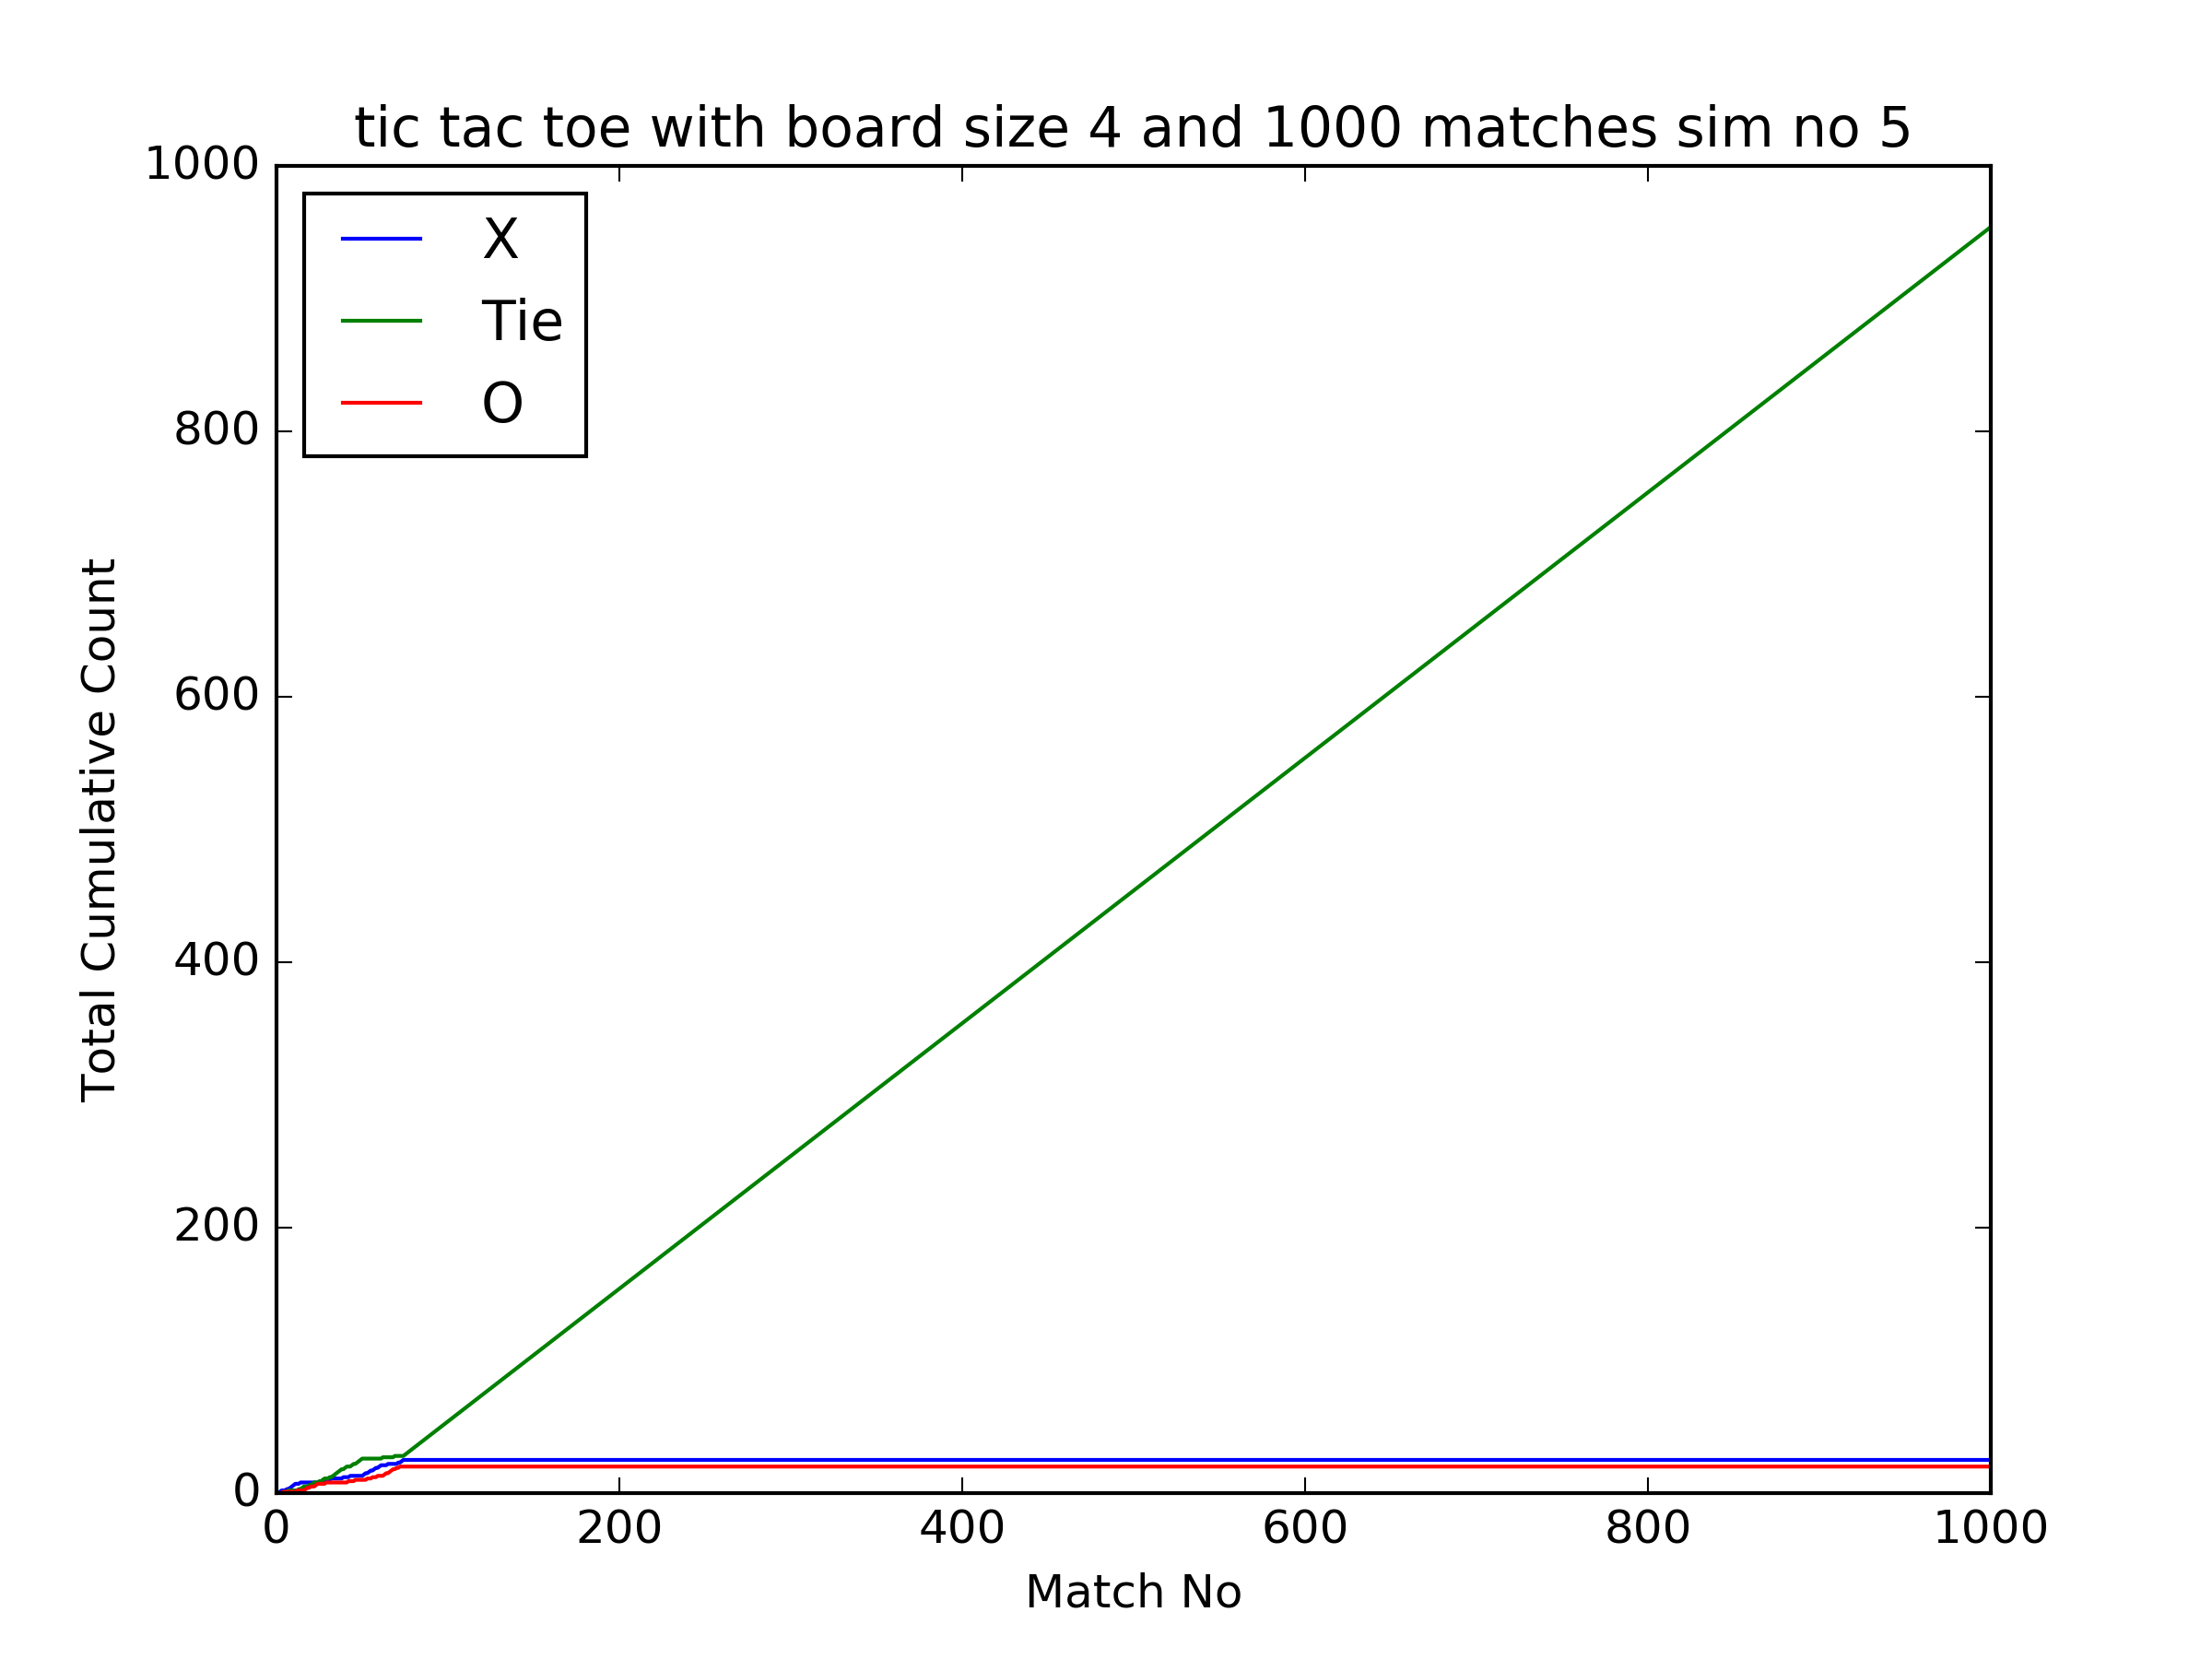 tic tac toe with board size 4 and 1000 matches sim no 5
1000
800
600
400
200
0
X
Tie
O
Total Cumulative Count
0 200 400 600 800 1000
Match No